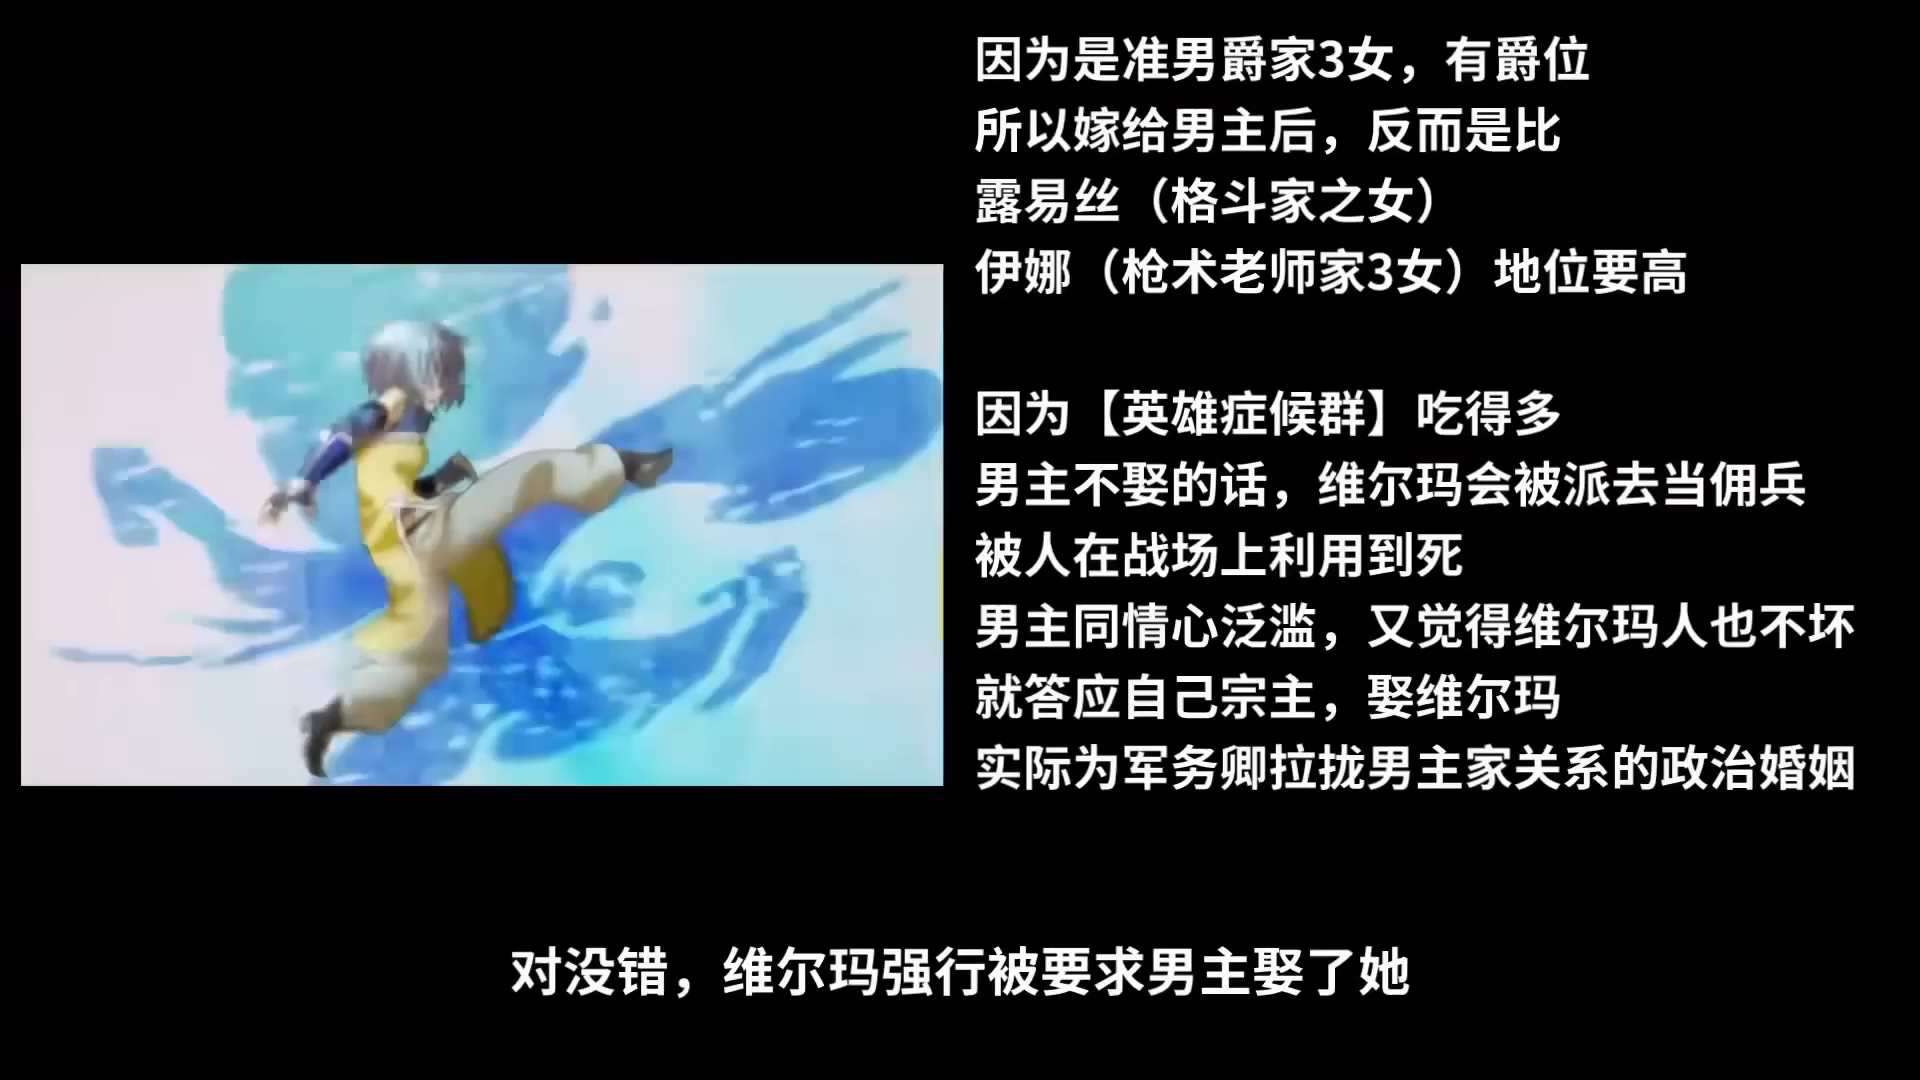 因为是准男爵家3女，有爵位
所以嫁给男主后，反而是比
露易丝（格斗家之女）
伊娜（枪术老师家3女）地位要高
因为【英雄症候群】吃得多
男主不娶的话，维尔玛会被派去当佣兵
被人在战场上利用到死
男主同情心泛滥，又觉得维尔玛人也不坏
就答应自己宗主，娶维尔玛
实际为军务卿拉拢男主家关系的政治婚姻
对没错，维尔玛强行被要求男主娶了她